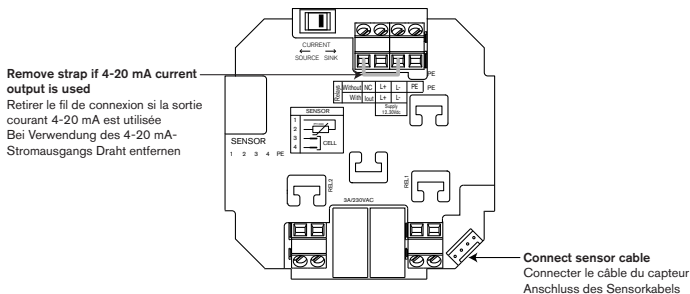 CURRENT
SOURCE SINK
Remove strap if 4-20 mA current
output is used
Retirer le fil de connexion si la sortie
courant 4-20 mA est utilisée
Bei Verwendung des 4-20 mA-
Stromausgangs Draht entfernen
PE
Relays Without NC L+ L- PE PE
With Iout L+ L-
Supply
SENSOR
1
2
3
4
CELL
SENSOR
1 2 3 4 PE
REL2
REL1
3A/230VAC
Connect sensor cable
Connecter le câble du capteur
Anschluss des Sensorkabels